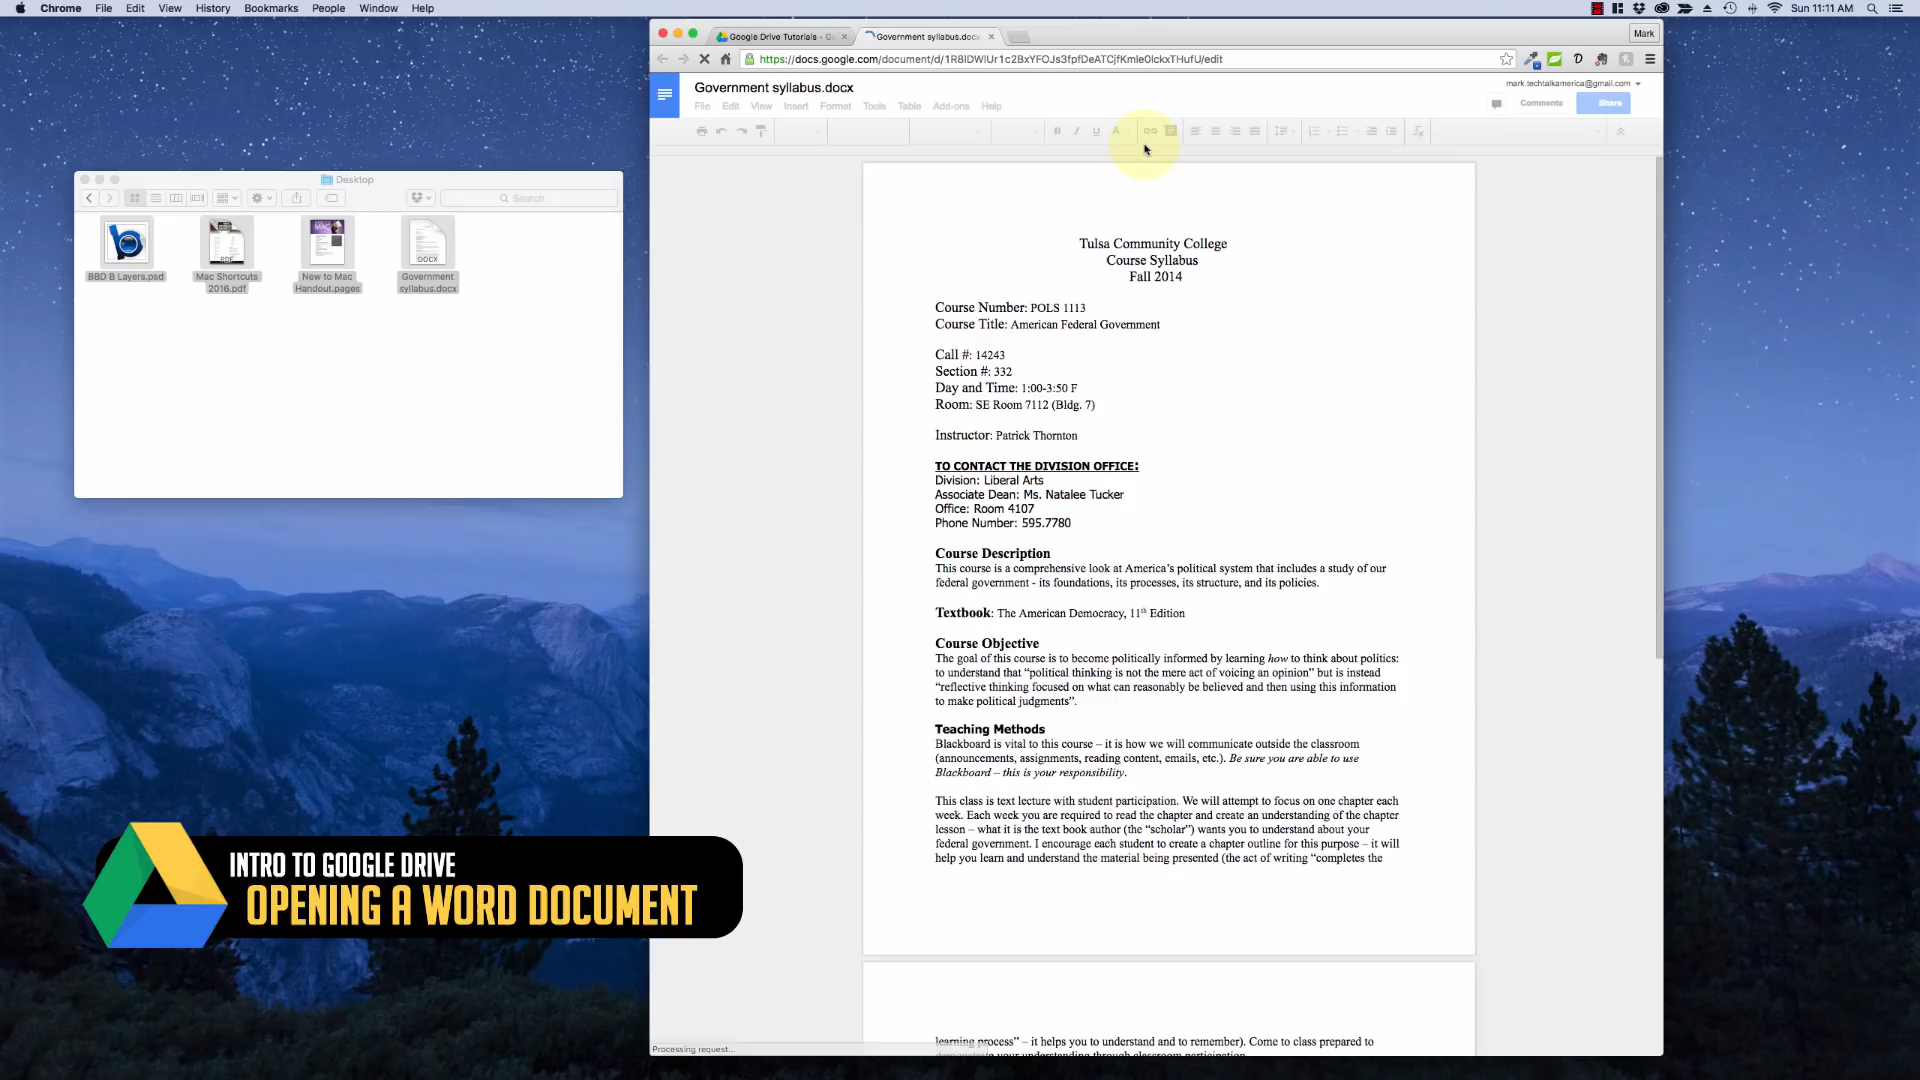 Chrome File Edit View History Bookmarks People Window Help
Sun 11:11 AM
Google Drive Tutorials - Go
Government syllabus.docx
Mark
https://docs.google.com/document/d/1R8IDWlUr1c2BxYFOJs3fpfDeATCjfKmle0lckxTHufU/edit
Government syllabus.docx
mark.techtalkamerica@gmail.com
File Edit View Insert Format Tools Table Add-ons Help
Comments
Share
Desktop
Search
BBD B Layers.psd
Mac Shortcuts
2016.pdf
New to Mac
Handout.pages
Government
syllabus.docx
PDF
MAC
DOCX
Tulsa Community College
Course Syllabus
Fall 2014
Course Number: POLS 1113
Course Title: American Federal Government
Call #: 14243
Section #: 332
Day and Time: 1:00-3:50 F
Room: SE Room 7112 (Bldg. 7)
Instructor: Patrick Thornton
TO CONTACT THE DIVISION OFFICE:
Division: Liberal Arts
Associate Dean: Ms. Natalee Tucker
Office: Room 4107
Phone Number: 595.7780
Course Description
This course is a comprehensive look at America's political system that includes a study of our
federal government - its foundations, its processes, its structure, and its policies.
Textbook: The American Democracy, 11th Edition
Course Objective
The goal of this course is to become politically informed by learning how to think about politics:
to understand that “political thinking is not the mere act of voicing an opinion” but is instead
“reflective thinking focused on what can reasonably be believed and then using this information
to make political judgments”.
Teaching Methods
Blackboard is vital to this course – it is how we will communicate outside the classroom
(announcements, assignments, reading content, emails, etc.). Be sure you are able to use
Blackboard – this is your responsibility.
This class is text lecture with student participation. We will attempt to focus on one chapter each
week. Each week you are required to read the chapter and create an understanding of the chapter
lesson – what it is the text book author (the “scholar”) wants you to understand about your
federal government. I encourage each student to create a chapter outline for this purpose – it will
help you learn and understand the material being presented (the act of writing “completes the
learning process” – it helps you to understand and to remember). Come to class prepared to
demonstrate your understanding through classroom participation.
Processing request...
INTRO TO GOOGLE DRIVE
OPENING A WORD DOCUMENT